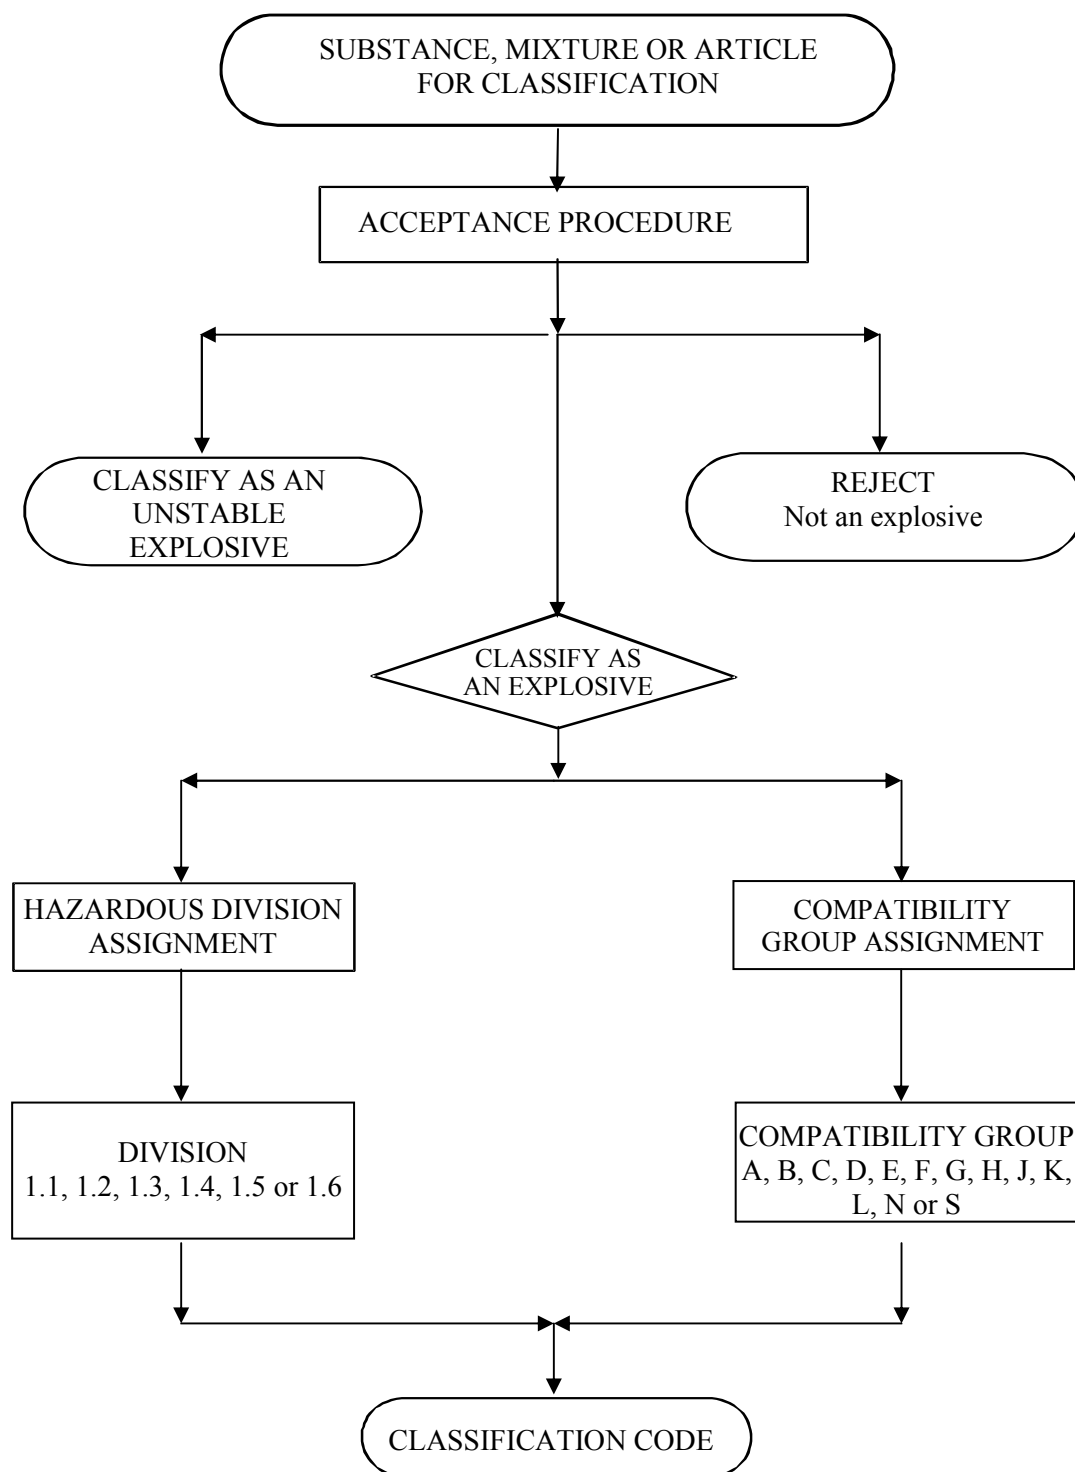 SUBSTANCE, MIXTURE OR ARTICLE
FOR CLASSIFICATION
ACCEPTANCE PROCEDURE
CLASSIFY AS AN
UNSTABLE
EXPLOSIVE
REJECT
Not an explosive
CLASSIFY AS
AN EXPLOSIVE
HAZARDOUS DIVISION
ASSIGNMENT
COMPATIBILITY
GROUP ASSIGNMENT
DIVISION
1.1, 1.2, 1.3, 1.4, 1.5 or 1.6
COMPATIBILITY GROUP
A, B, C, D, E, F, G, H, J, K,
L, N or S
CLASSIFICATION CODE